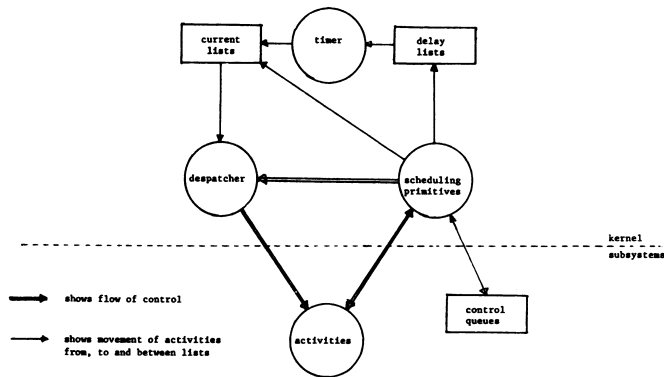 current
lists
timer
delay
lists
despatcher
scheduling
primitives
kernel
subsystems
shows flow of control
control
queues
activities
shows movement of activities
from, to and between lists